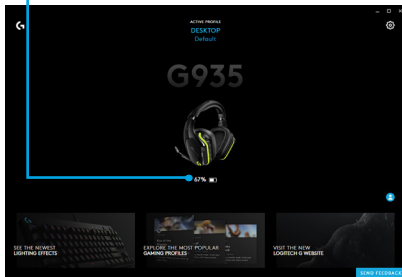 ACTIVE PROFILE
DESKTOP
Default
G935
67%
SEE THE NEWEST
LIGHTING EFFECTS
EXPLORE THE MOST POPULAR
GAMING PROFILES
VISIT THE NEW
LOGITECH G WEBSITE
SEND FEEDBACK